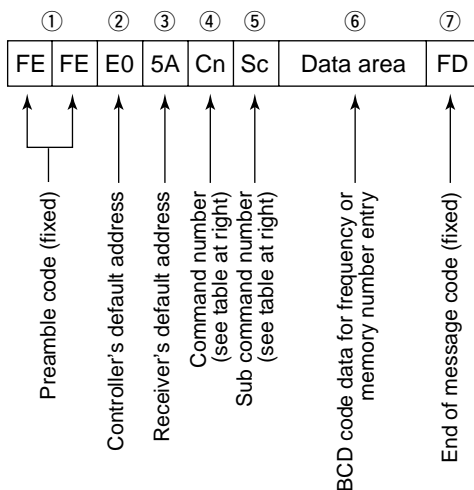 ① ② ③ ④ ⑤ ⑥ ⑦
FE FE E0 5A Cn Sc Data area FD
Preamble code (fixed)
Controller's default address
Receiver's default address
Command number
(see table at right)
Sub command number
(see table at right)
BCD code data for frequency or
memory number entry
End of message code (fixed)